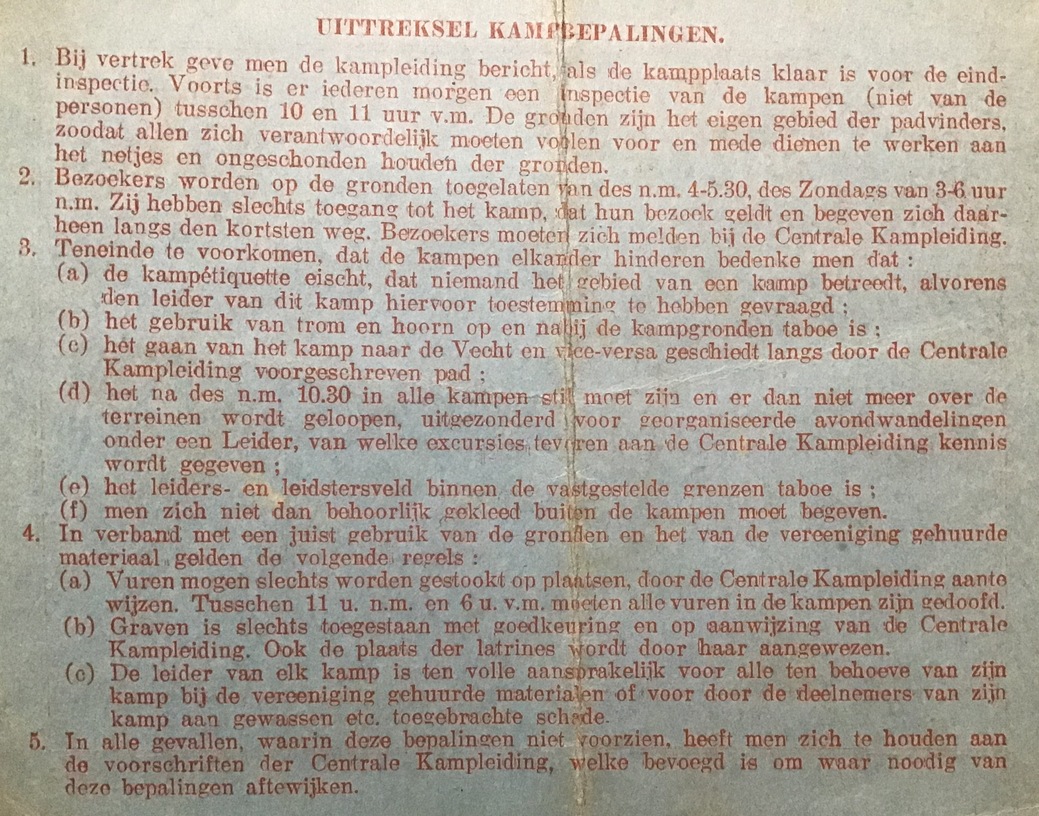 UITTREKSEL KAMPBEPALINGEN.
1. Bij vertrek geve men de kampleiding bericht, als de kampplaats klaar is voor de eind-
inspectie. Voorts is er iederen morgen een inspectie van de kampen (niet van de
personen) tusschen 10 en 11 uur v.m. De gronden zijn het eigen gebied der padvinders,
zoodat allen zich verantwoordelijk moeten voelen voor en mede dienen te werken aan
het netjes en ongeschonden houden der gronden.
2. Bezoekers worden op de gronden toegelaten van des n.m. 4-5.30, des Zondags van 3-6 uur
n.m. Zij hebben slechts toegang tot het kamp, dat hun bezoek geldt en begeven zich daar-
heen langs den kortsten weg. Bezoekers moeten zich melden bij de Centrale Kampleiding.
3. Teneinde te voorkomen, dat de kampen elkander hinderen bedenke men dat :
(a) de kampétiquette eischt, dat niemand het gebied van een kamp betreedt, alvorens
den leider van dit kamp hiervoor toestemming te hebben gevraagd ;
(b) het gebruik van trom en hoorn op en nabij de kampgronden taboe is ;
(c) het gaan van het kamp naar de Vecht en vice-versa geschiedt langs door de Centrale
Kampleiding voorgeschreven pad ;
(d) het na des n.m. 10.30 in alle kampen stil moet zijn en er dan niet meer over de
terreinen wordt geloopen, uitgezonderd voor georganiseerde avondwandelingen
onder een Leider, van welke excursies tevoren aan de Centrale Kampleiding kennis
wordt gegeven ;
(e) het leiders- en leidstersveld binnen de vastgestelde grenzen taboe is ;
(f) men zich niet dan behoorlijk gekleed buiten de kampen moet begeven.
4. In verband met een juist gebruik van de gronden en het van de vereeniging gehuurde
materiaal gelden de volgende regels :
(a) Vuren mogen slechts worden gestookt op plaatsen, door de Centrale Kampleiding aante
wijzen. Tusschen 11 u. n.m. en 6 u. v.m. moeten alle vuren in de kampen zijn gedoofd.
(b) Graven is slechts toegestaan met goedkeuring en op aanwijzing van de Centrale
Kampleiding. Ook de plaats der latrines wordt door haar aangewezen.
(c) De leider van elk kamp is ten volle aansprakelijk voor alle ten behoeve van zijn
kamp bij de vereeniging gehuurde materialen of voor door de deelnemers van zijn
kamp aan gewassen etc. toegebrachte schade.
5. In alle gevallen, waarin deze bepalingen niet voorzien, heeft men zich te houden aan
de voorschriften der Centrale Kampleiding, welke bevoegd is om waar noodig van
deze bepalingen aftewijken.